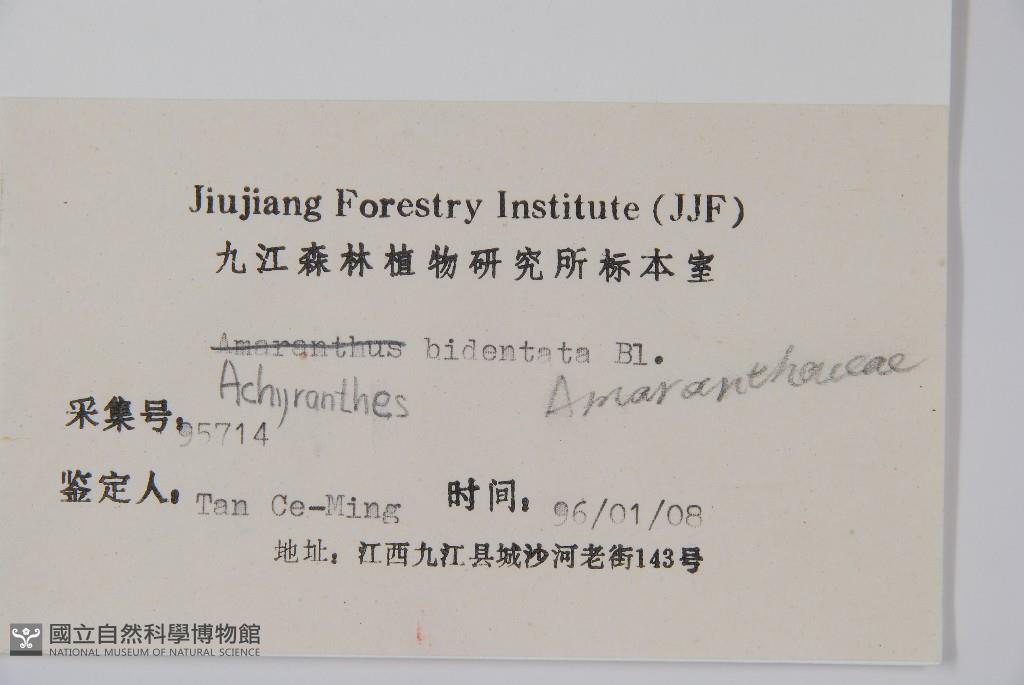 Jiujiang Forestry Institute (JJF)
九江森林植物研究所标本室
Amaranthus bidentata Bl.
Achyranthes Amaranthaceae
采集号: 95714
鉴定人: Tan Ce-Ming 时间: 96/01/08
地址: 江西九江县城沙河老街143号
國立自然科學博物館
NATIONAL MUSEUM OF NATURAL SCIENCE